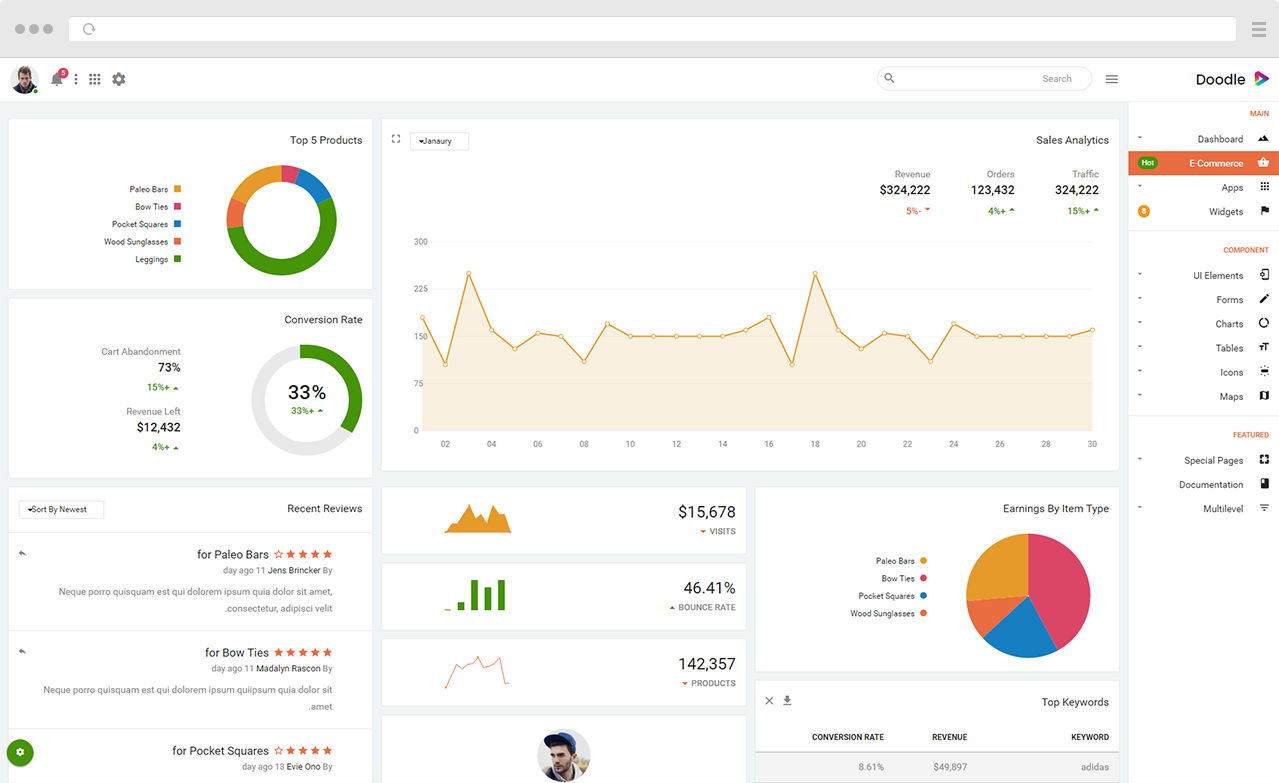 5
Search
Doodle
MAIN
Dashboard
Hot
E-Commerce
Apps
8
Widgets
COMPONENT
UI Elements
Forms
Charts
Tables
Icons
Maps
FEATURED
Special Pages
Documentation
Multilevel
Top 5 Products
Paleo Bars
Bow Ties
Pocket Squares
Wood Sunglasses
Leggings
Conversion Rate
Cart Abandonment
73%
15%+
Revenue Left
$12,432
4%+
33%
33%+
Janaury
Sales Analytics
Revenue
$324,222
5%-
Orders
123,432
4%+
Traffic
324,222
15%+
300
225
150
75
0
02 04 06 08 10 12 14 16 18 20 22 24 26 28 30
Sort By Newest
Recent Reviews
for Paleo Bars
day ago 11 Jens Brincker By
Neque porro quisquam est qui dolorem ipsum quia dolor sit amet,
.consectetur, adipisci velit
for Bow Ties
day ago 11 Madalyn Rascon By
Neque porro quisquam est qui dolorem ipsum quiipsum quia dolor sit
.amet
for Pocket Squares
day ago 13 Evie Ono By
$15,678
VISITS
46.41%
BOUNCE RATE
142,357
PRODUCTS
Earnings By Item Type
Paleo Bars
Bow Ties
Pocket Squares
Wood Sunglasses
Top Keywords
CONVERSION RATE REVENUE KEYWORD
8.61% $49,897 adidas